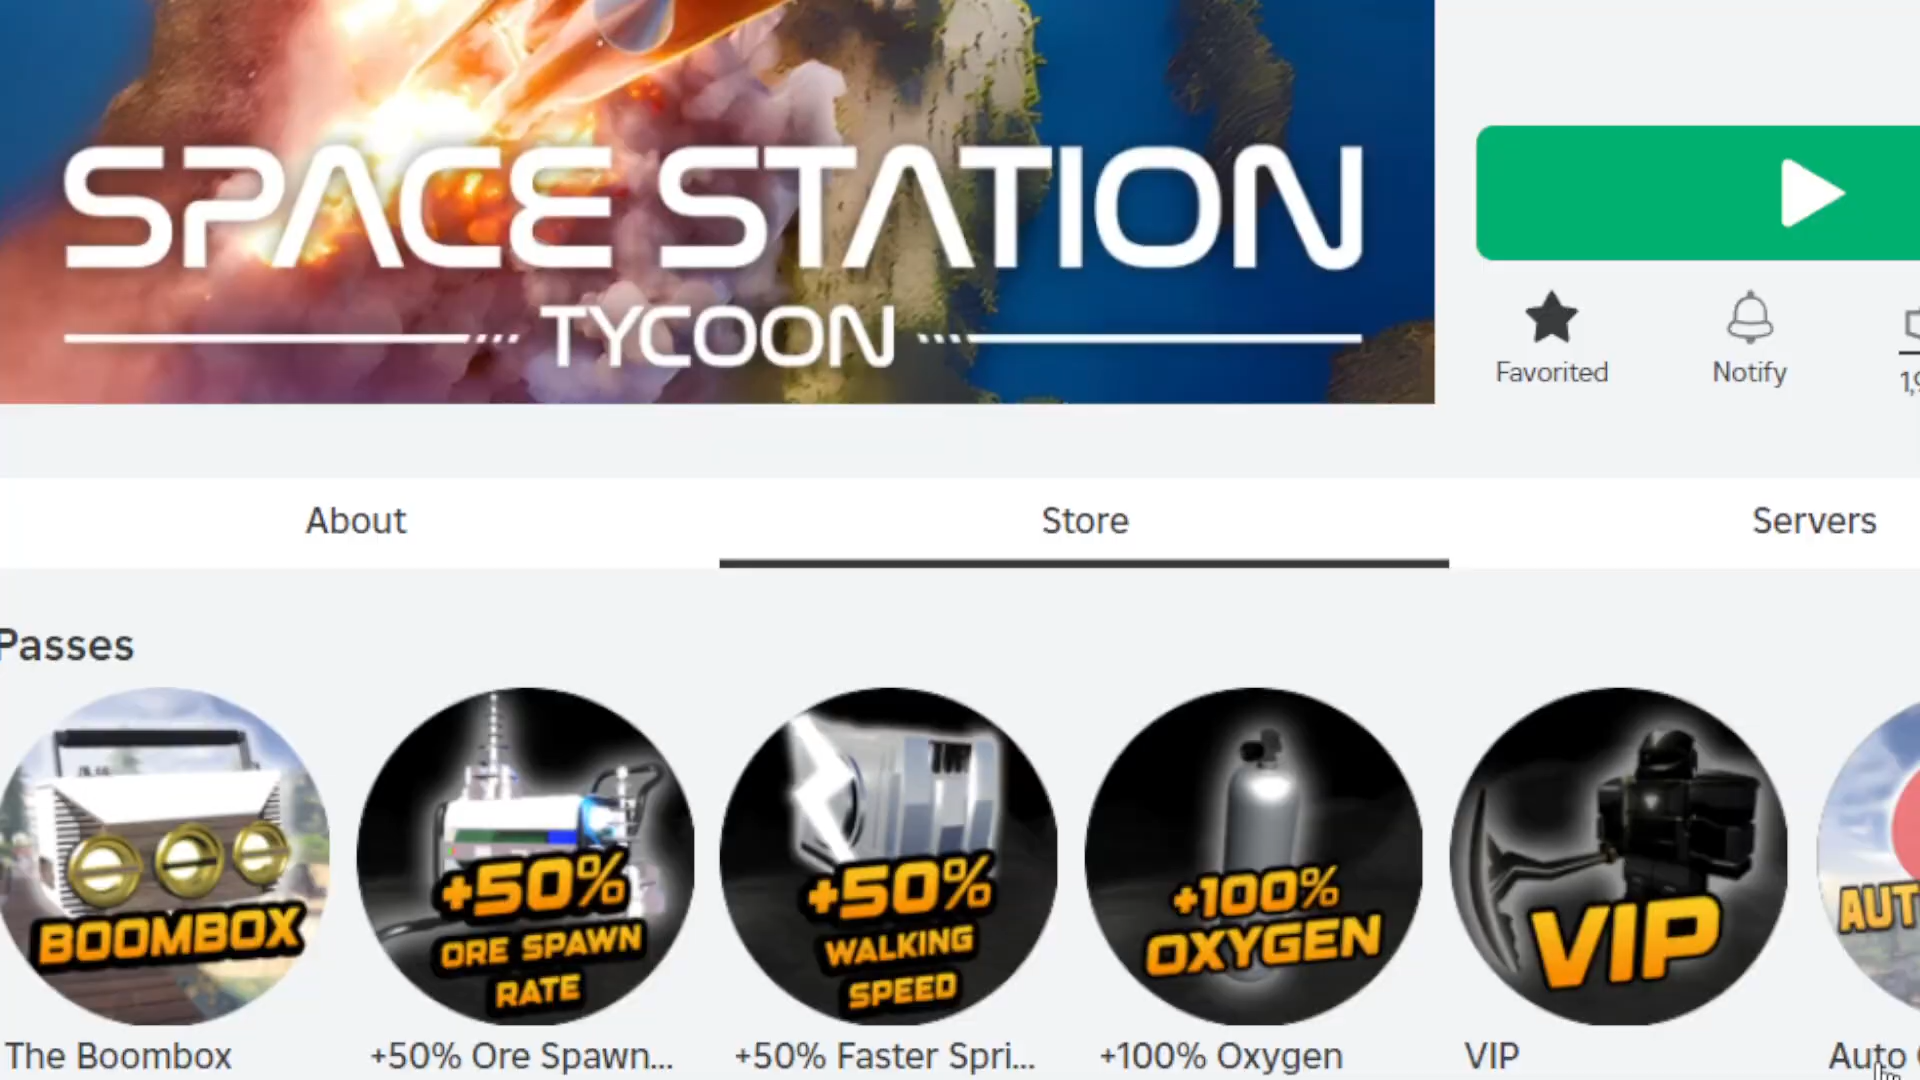 SPACE STATION
TYCOON
Favorited
Notify
About
Store
Servers
Passes
BOOMBOX
+50%
ORE SPAWN
RATE
+50%
WALKING
SPEED
+100%
OXYGEN
VIP
The Boombox
+50% Ore Spawn...
+50% Faster Spri...
+100% Oxygen
VIP
Auto